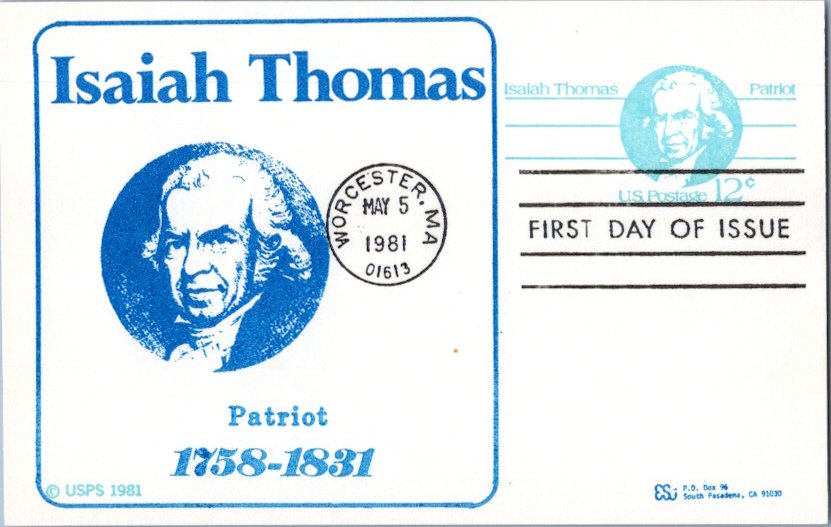 Isaiah Thomas
Patriot
1758-1831
© USPS 1981
WORCESTER, MA
MAY 5
1981
01613
Isaiah Thomas Patriot
U.S. Postage 12¢
FIRST DAY OF ISSUE
P.O. Box 96
South Pasadena, CA 91030